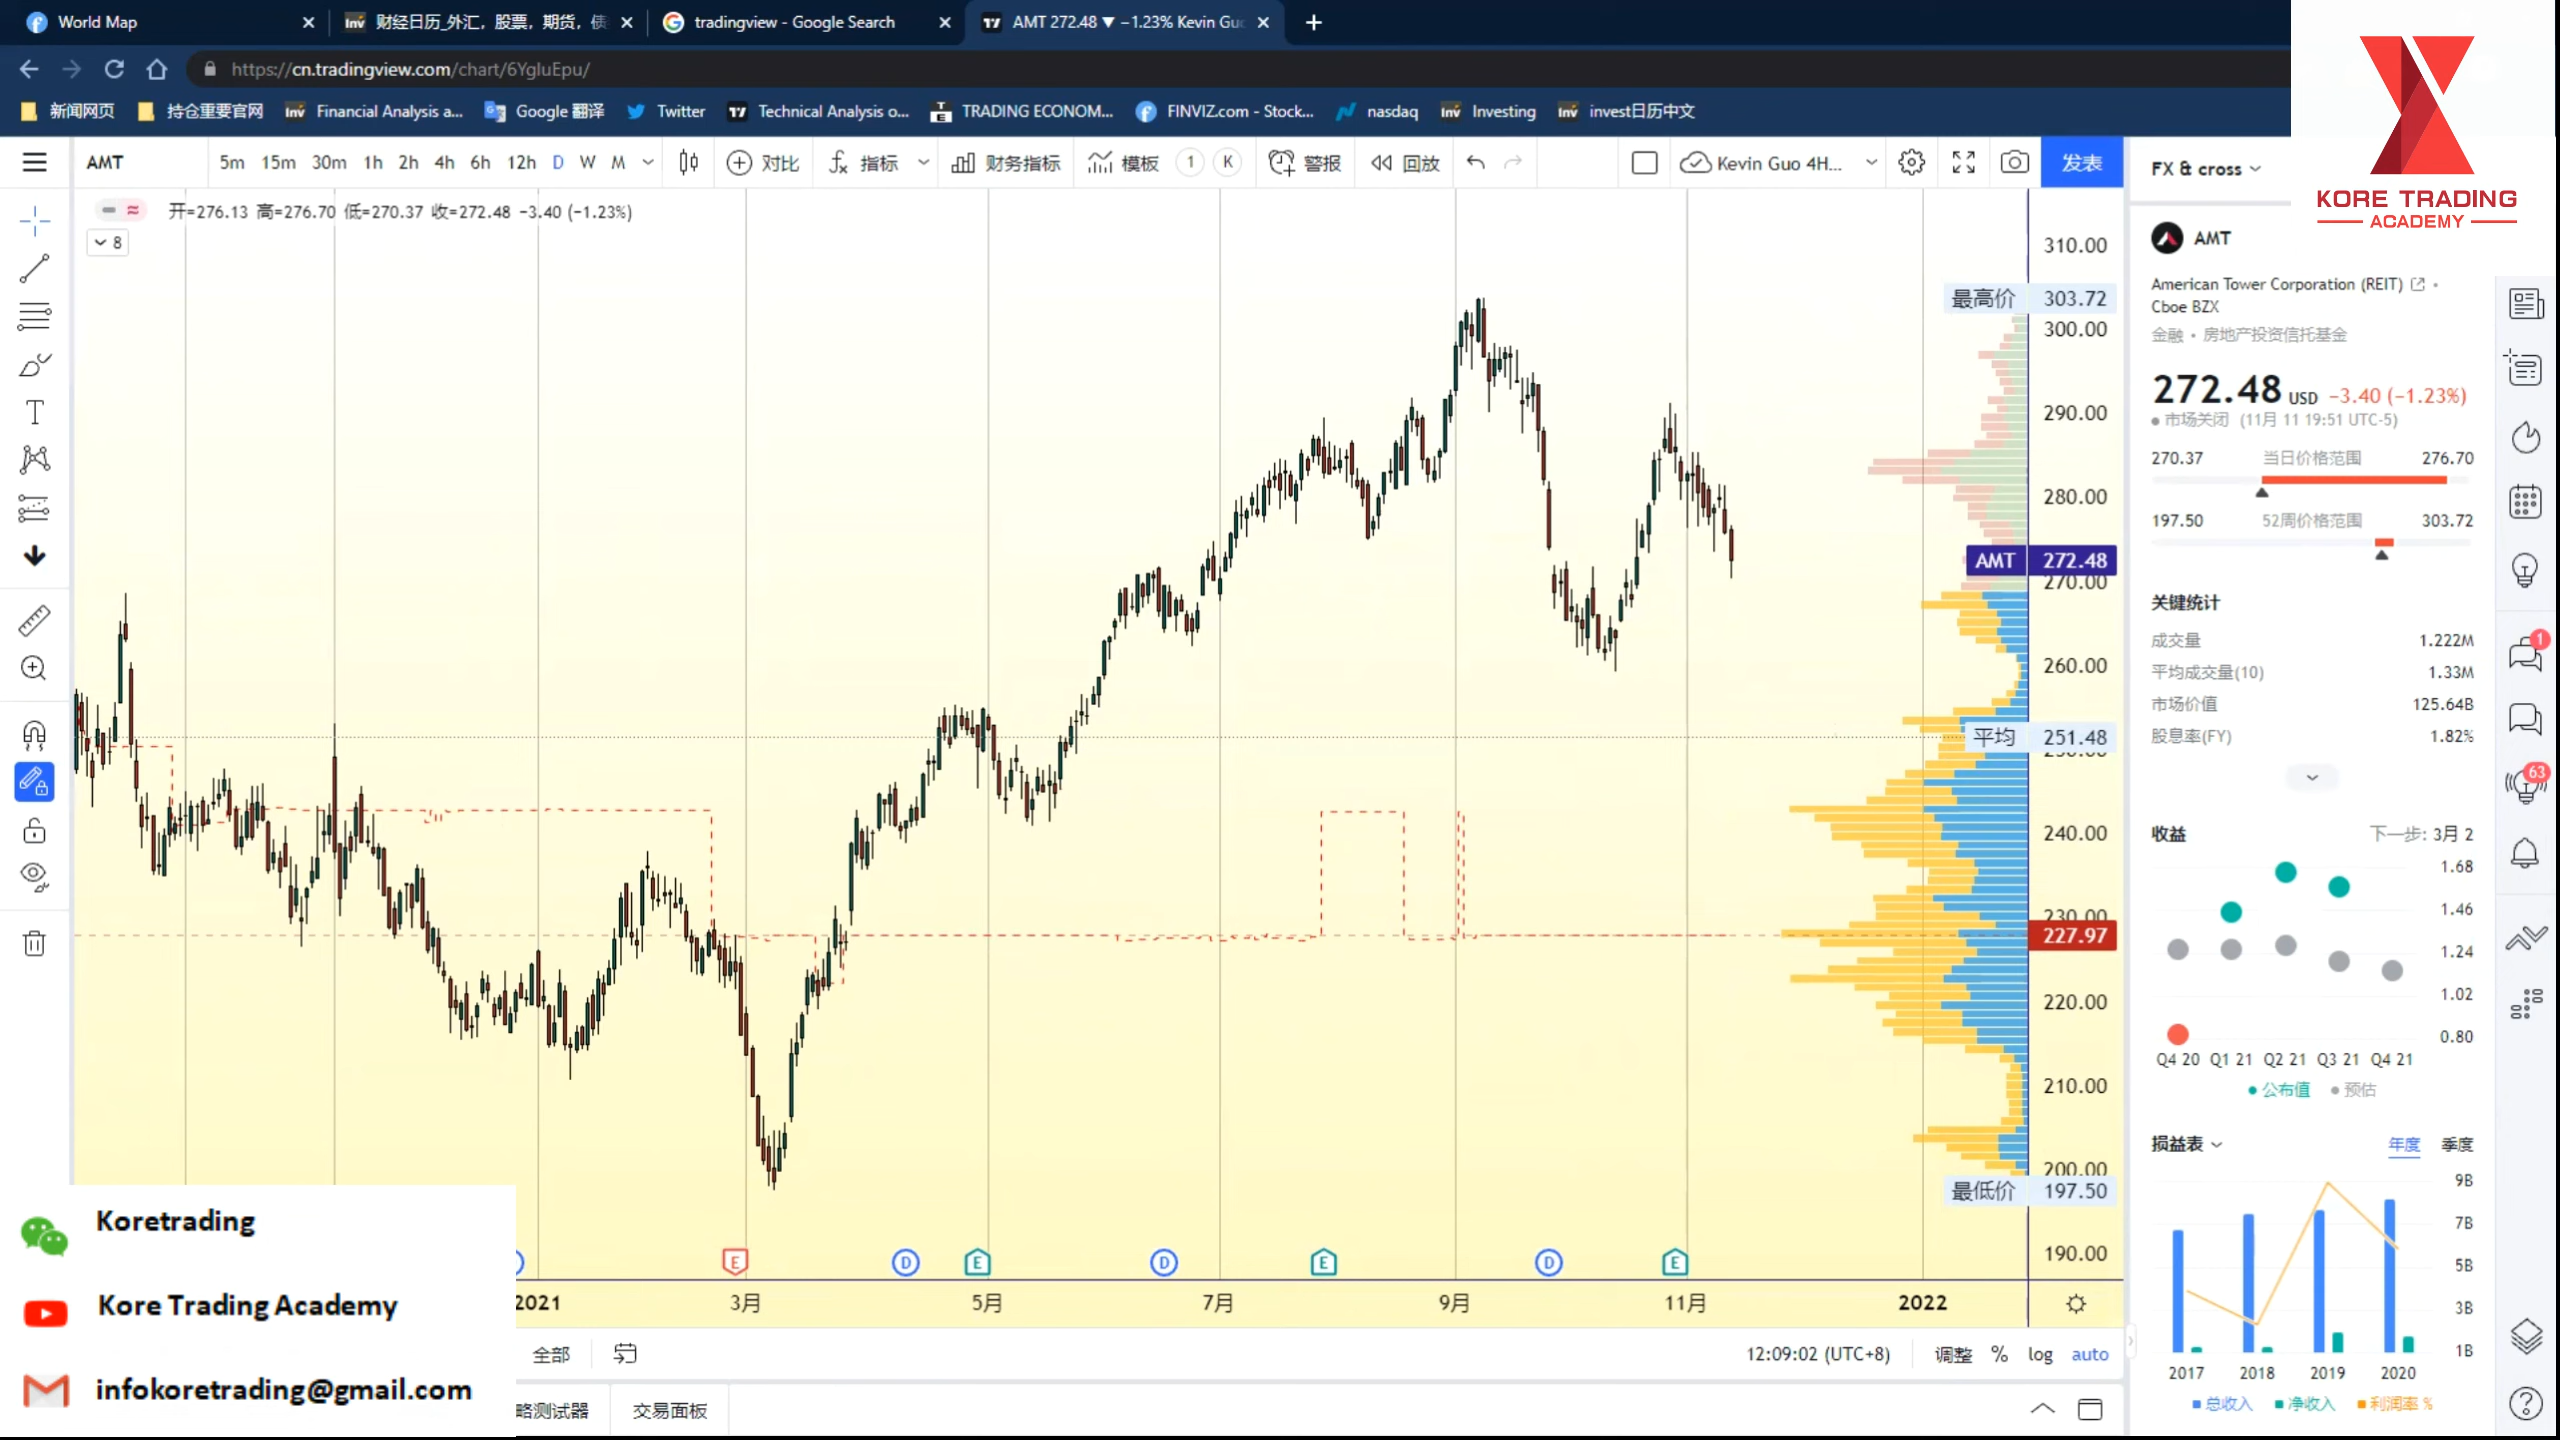 World Map
财经日历_外汇，股票，期货，债
tradingview - Google Search
AMT 272.48 ▼ −1.23% Kevin Gu
https://cn.tradingview.com/chart/6YgluEpu/
新闻网页
持仓重要官网
Financial Analysis a...
Google 翻译
Twitter
Technical Analysis o...
TRADING ECONOM...
FINVIZ.com - Stock...
nasdaq
Investing
invest日历中文
KORE TRADING
ACADEMY
AMT
5m 15m 30m 1h 2h 4h 6h 12h D W M
对比
指标
财务指标
模板
1
K
警报
回放
Kevin Guo 4H...
发表
FX & cross
开=276.13 高=276.70 低=270.37 收=272.48 −3.40 (−1.23%)
8
310.00
最高价 303.72
300.00
290.00
280.00
AMT 272.48
270.00
260.00
平均 251.48
240.00
230.00
227.97
220.00
210.00
200.00
最低价 197.50
190.00
E
D
E
D
E
D
E
2021
3月
5月
7月
9月
11月
2022
全部
12:09:02 (UTC+8)
调整
%
log
auto
略测试器
交易面板
AMT
American Tower Corporation (REIT)
Cboe BZX
金融 • 房地产投资信托基金
272.48 USD −3.40 (−1.23%)
市场关闭 (11月 11 19:51 UTC-5)
270.37 当日价格范围 276.70
197.50 52周价格范围 303.72
关键统计
成交量 1.222M
平均成交量(10) 1.33M
市场价值 125.64B
股息率(FY) 1.82%
收益 下一步: 3月 2
1.68
1.46
1.24
1.02
0.80
Q4 20 Q1 21 Q2 21 Q3 21 Q4 21
公布值 预估
损益表 年度 季度
9B
7B
5B
3B
1B
2017 2018 2019 2020
总收入 净收入 利润率 %
1
63
Koretrading
Kore Trading Academy
infokoretrading@gmail.com